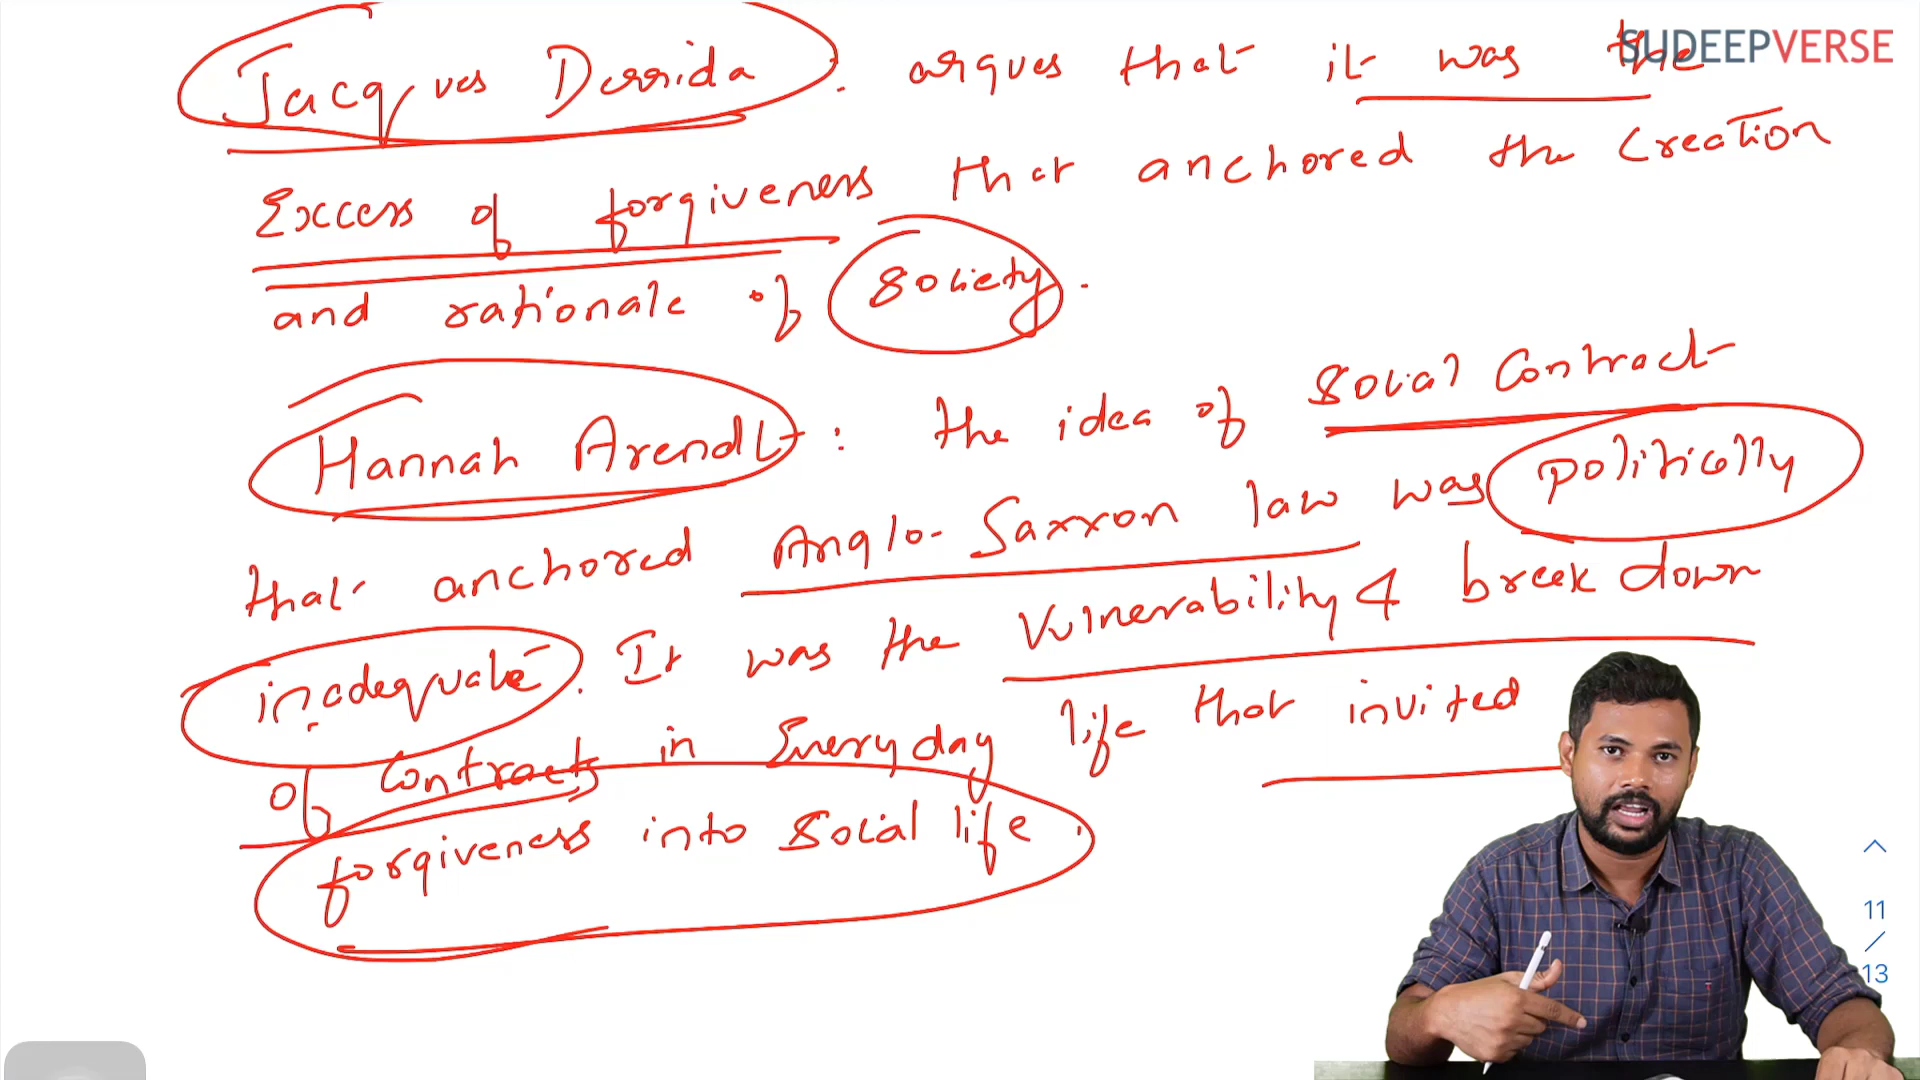 SUDEEPVERSE
Jacques Derrida : argues that it was the
Excess of forgiveness that anchored the Creation
and rationale of society.
Hannah Arendt : the idea of social Contract
that anchored Anglo-Saxxon law was politically
inadequate. It was the Vulnerability & break down
of Contracts in Everyday life that invited
forgiveness into social life.
11
/
13